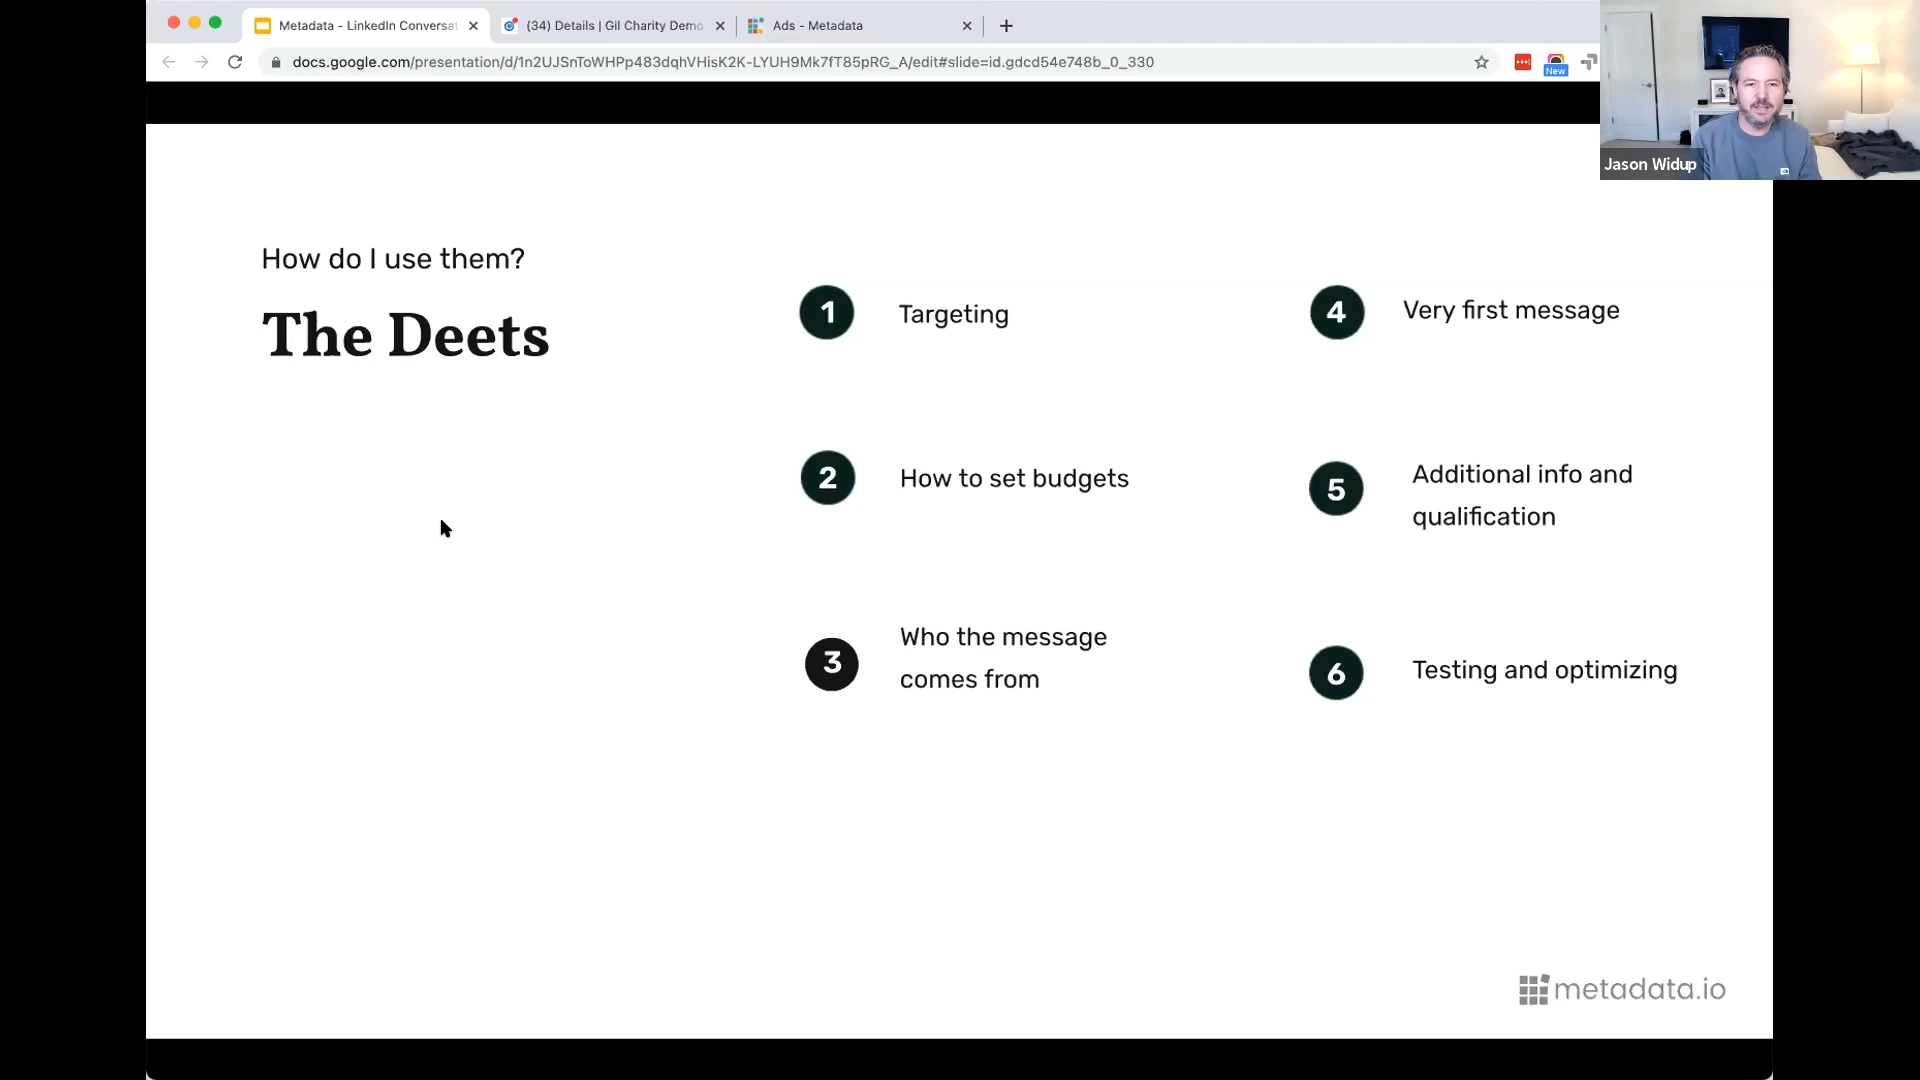 Metadata - LinkedIn Conversat
(34) Details | Gil Charity Demo
Ads - Metadata
docs.google.com/presentation/d/1n2UJSnToWHPp483dqhVHisK2K-LYUH9Mk7fT85pRG_A/edit#slide=id.gdcd54e748b_0_330
New
Jason Widup
How do I use them?
The Deets
1
Targeting
2
How to set budgets
3
Who the message
comes from
4
Very first message
5
Additional info and
qualification
6
Testing and optimizing
metadata.io